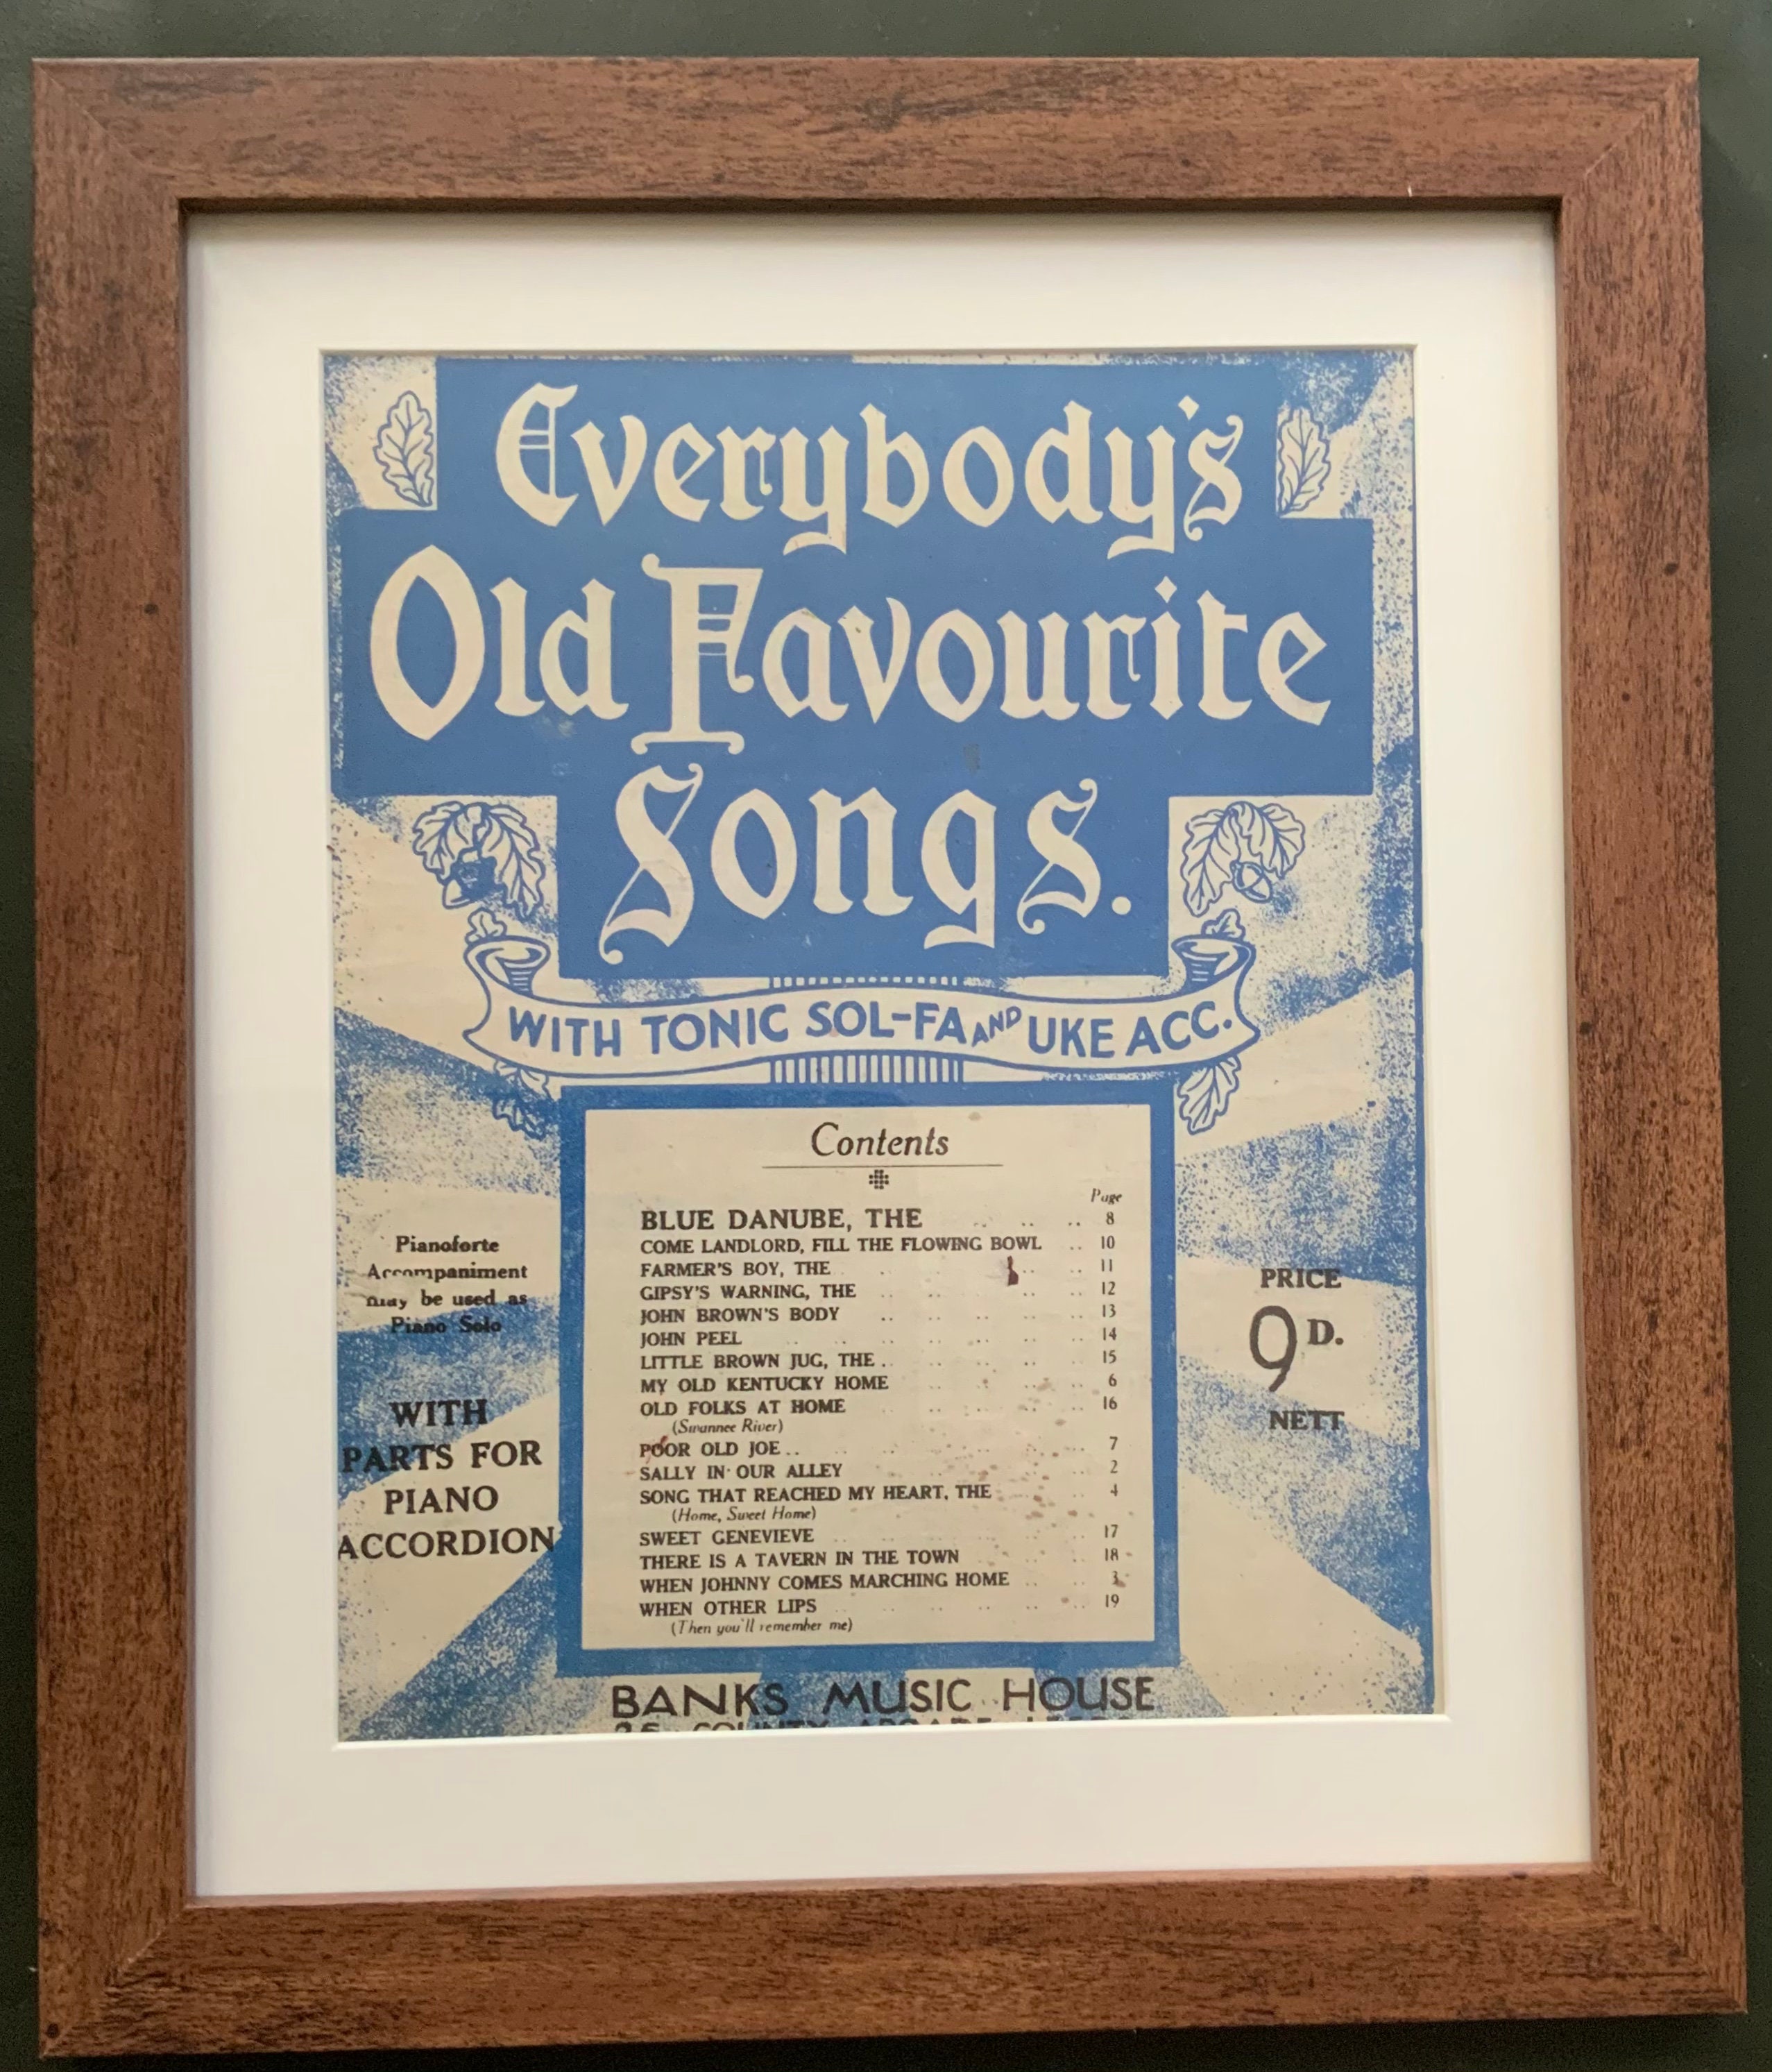 Everybody's
Old Favourite
Songs.
WITH TONIC SOL-FA AND UKE ACC.
Contents
Page
BLUE DANUBE, THE .. .. .. 8
COME LANDLORD, FILL THE FLOWING BOWL .. 10
FARMER'S BOY, THE .. .. .. .. 11
GIPSY'S WARNING, THE .. .. .. .. 12
JOHN BROWN'S BODY .. .. .. .. .. 13
JOHN PEEL .. .. .. .. .. .. .. 14
LITTLE BROWN JUG, THE .. .. .. .. .. 15
MY OLD KENTUCKY HOME .. .. .. .. 6
OLD FOLKS AT HOME .. .. .. .. .. 16
(Swannee River)
POOR OLD JOE .. .. .. .. .. .. 7
SALLY IN OUR ALLEY .. .. .. .. .. 2
SONG THAT REACHED MY HEART, THE .. .. 4
(Home, Sweet Home)
SWEET GENEVIEVE .. .. .. .. .. .. 17
THERE IS A TAVERN IN THE TOWN .. .. .. 18
WHEN JOHNNY COMES MARCHING HOME .. .. 3
WHEN OTHER LIPS .. .. .. .. .. .. 19
(Then you'll remember me)
Pianoforte
Accompaniment
may be used as
Piano Solo
WITH
PARTS FOR
PIANO
ACCORDION
PRICE
9 D.
NETT
BANKS MUSIC HOUSE
COUNTY ARCADE